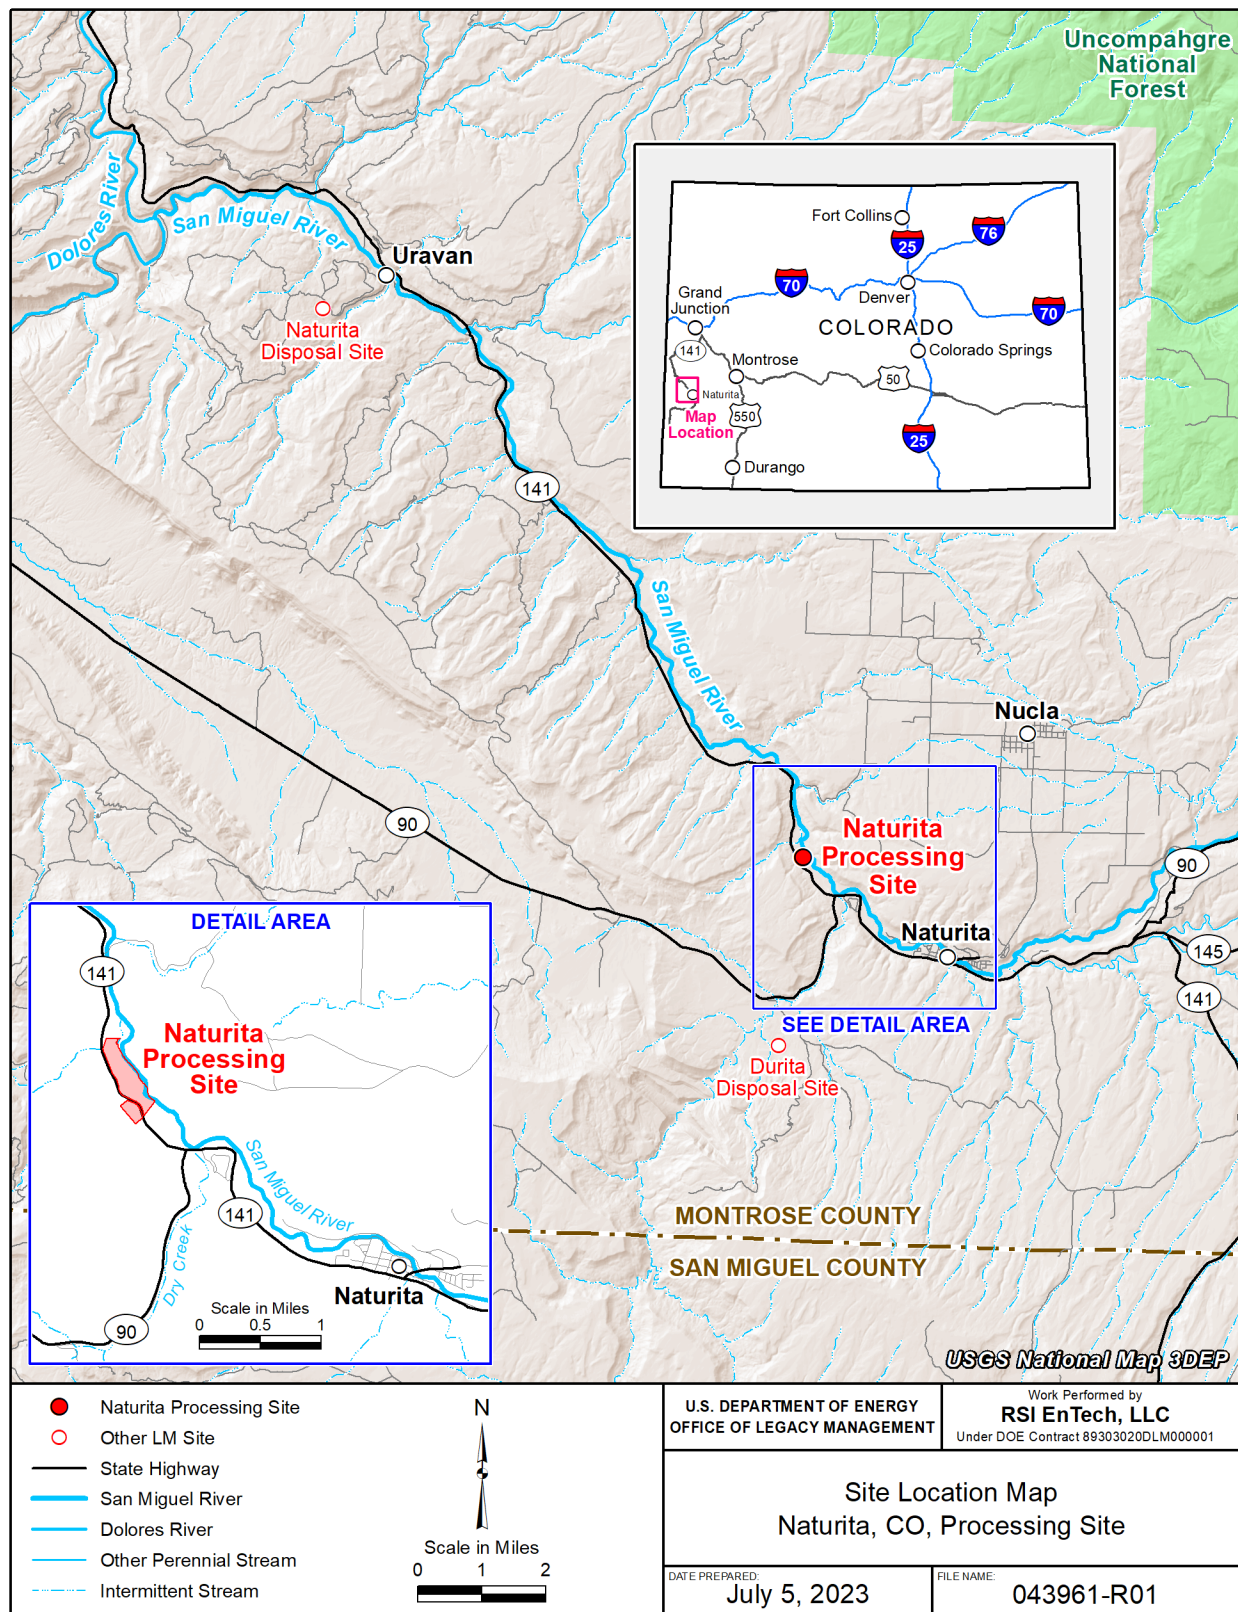 Uncompahgre
National
Forest
Dolores River
San Miguel River
Uravan
Naturita
Disposal Site
Fort Collins
25
76
70
Denver
70
Grand
Junction
COLORADO
141
Montrose
Colorado Springs
50
Naturita
Map
Location
550
25
Durango
141
San Miguel River
Nucla
90
Naturita
Processing
Site
90
Naturita
145
141
SEE DETAIL AREA
Durita
Disposal Site
DETAIL AREA
141
Naturita
Processing
Site
San Miguel River
141
Dry Creek
Naturita
Scale in Miles
0 0.5 1
90
MONTROSE COUNTY
SAN MIGUEL COUNTY
USGS National Map 3DEP
Naturita Processing Site
Other LM Site
State Highway
San Miguel River
Dolores River
Other Perennial Stream
Intermittent Stream
N
Scale in Miles
0 1 2
U.S. DEPARTMENT OF ENERGY
OFFICE OF LEGACY MANAGEMENT
Work Performed by
RSI EnTech, LLC
Under DOE Contract 89303020DLM000001
Site Location Map
Naturita, CO, Processing Site
DATE PREPARED:
July 5, 2023
FILE NAME:
043961-R01